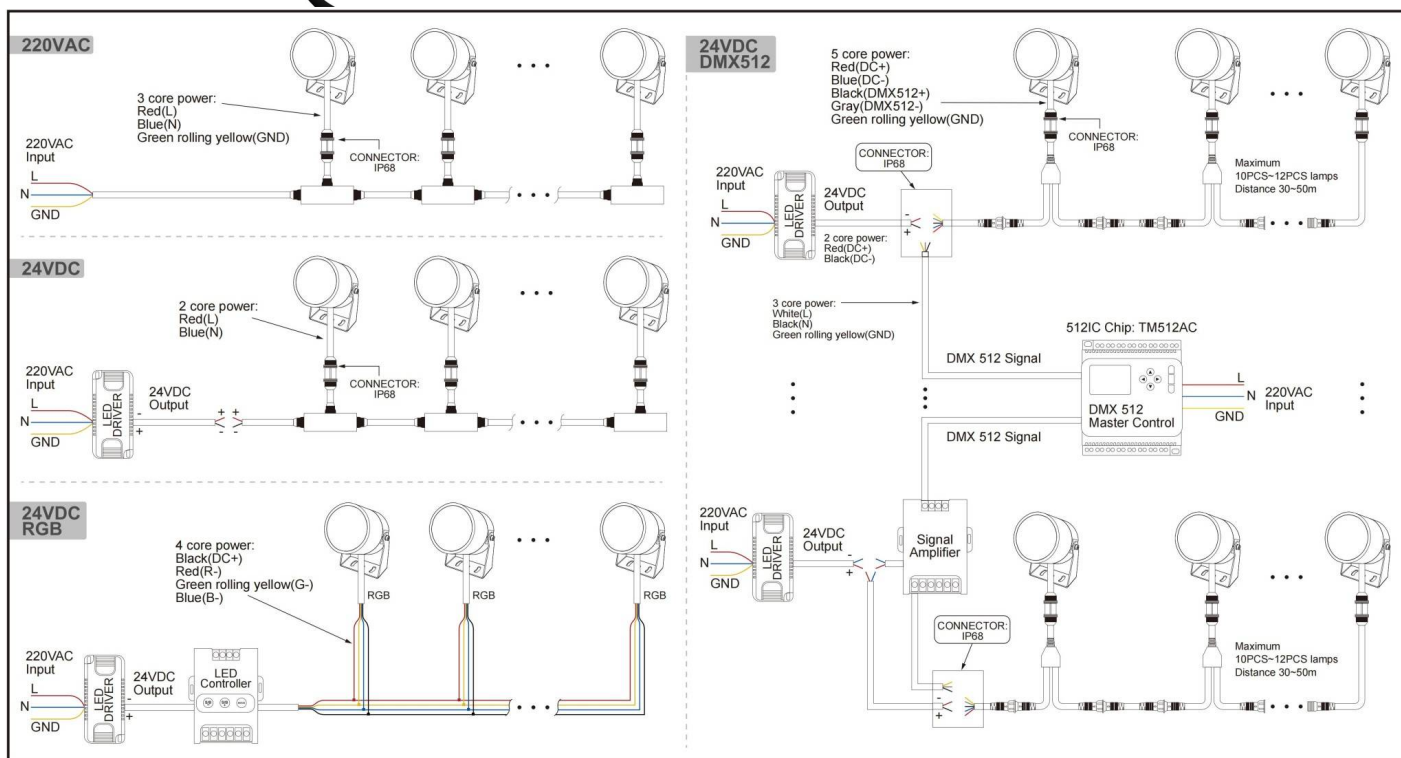 220VAC
3 core power:
Red(L)
Blue(N)
Green rolling yellow(GND)
CONNECTOR:
IP68
220VAC
Input
L
N
GND
24VDC
2 core power:
Red(L)
Blue(N)
CONNECTOR:
IP68
220VAC
Input
L
N
GND
LED
DRIVER
24VDC
Output
-
+
+ +
- -
24VDC
RGB
4 core power:
Black(DC+)
Red(R-)
Green rolling yellow(G-)
Blue(B-)
RGB
RGB
RGB
220VAC
Input
L
N
GND
LED
DRIVER
24VDC
Output
-
+
LED
Controller
24VDC
DMX512
5 core power:
Red(DC+)
Blue(DC-)
Black(DMX512+)
Gray(DMX512-)
Green rolling yellow(GND)
CONNECTOR:
IP68
CONNECTOR:
IP68
Maximum
10PCS~12PCS lamps
Distance 30~50m
220VAC
Input
L
N
GND
LED
DRIVER
24VDC
Output
-
+
2 core power:
Red(DC+)
Black(DC-)
3 core power:
White(L)
Black(N)
Green rolling yellow(GND)
512IC Chip: TM512AC
DMX 512 Signal
DMX 512
Master Control
L
N
GND
220VAC
Input
DMX 512 Signal
220VAC
Input
L
N
GND
LED
DRIVER
24VDC
Output
-
+
Signal
Amplifier
CONNECTOR:
IP68
-
+
Maximum
10PCS~12PCS lamps
Distance 30~50m